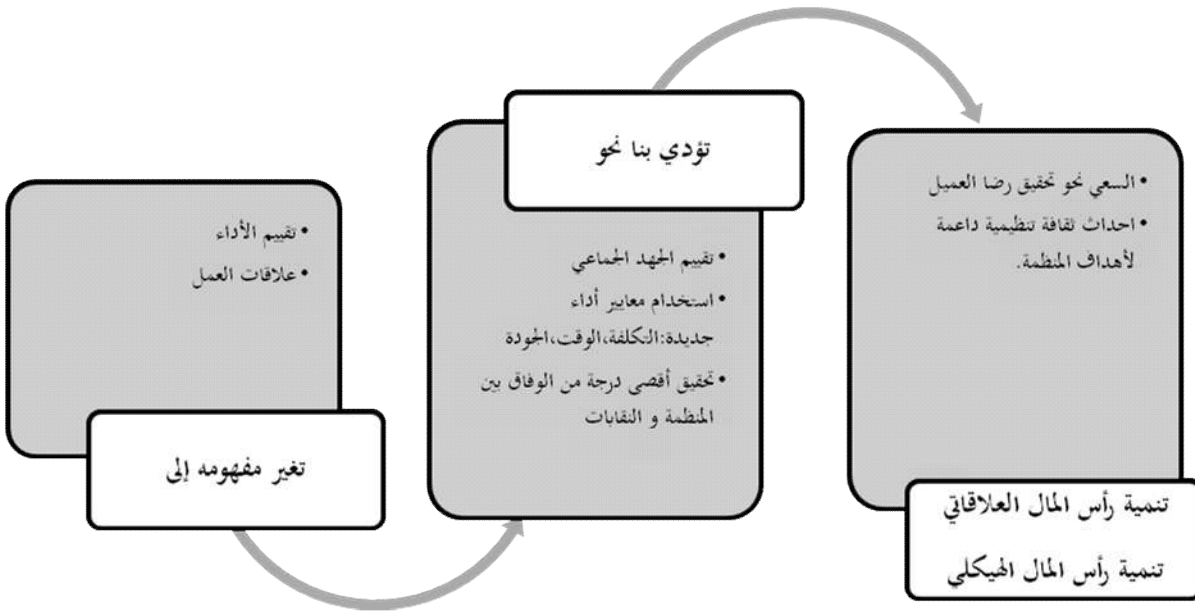 • تقييم الأداء
• علاقات العمل
تغير مفهومه إلى
تؤدي بنا نحو
• تقييم الجهد الجماعي
• استخدام معايير أداء
جديدة:التكلفة،الوقت،الجودة
• تحقيق أقصى درجة من الوفاق بين
المنظمة و النقابات
• السعي نحو تحقيق رضا العميل
• احداث ثقافة تنظيمية داعمة
لأهداف المنظمة.
تنمية رأس المال العلاقاتي
تنمية رأس المال الهيكلي